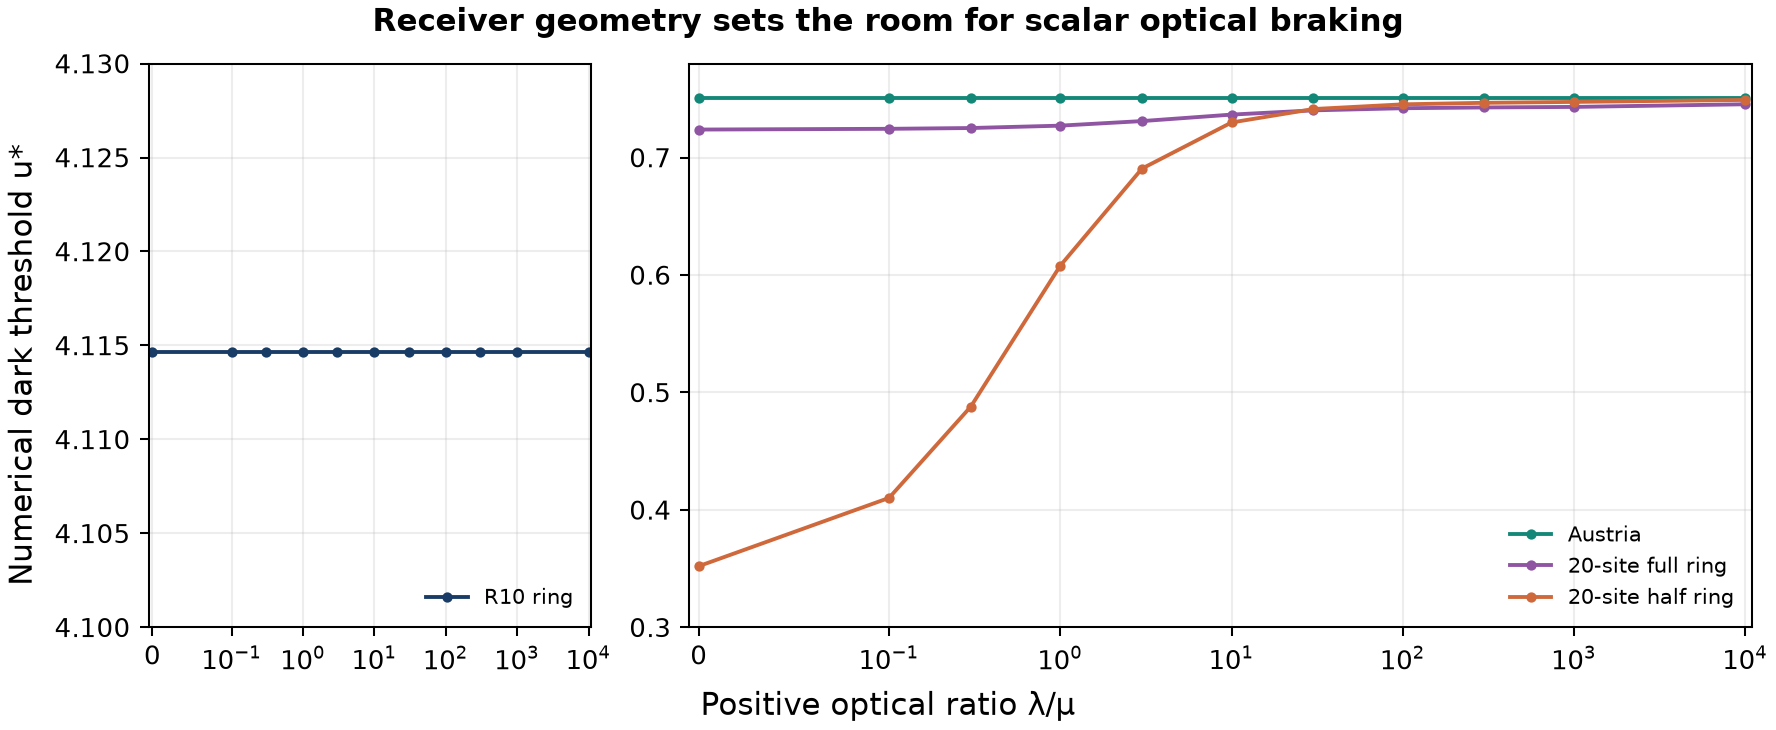 Receiver geometry sets the room for scalar optical braking
Numerical dark threshold u*
4.130
4.125
4.120
4.115
4.110
4.105
4.100
0 10⁻¹ 10⁰ 10¹ 10² 10³ 10⁴
R10 ring
0.7
0.6
0.5
0.4
0.3
0 10⁻¹ 10⁰ 10¹ 10² 10³ 10⁴
Austria
20-site full ring
20-site half ring
Positive optical ratio λ/μ